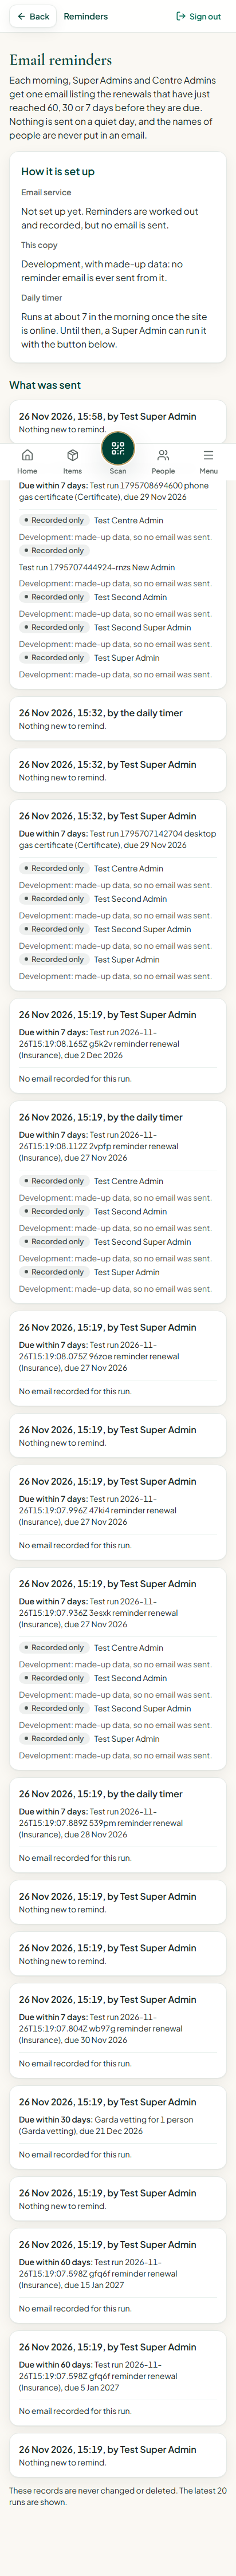 Back
Reminders
Sign out
Email reminders
Each morning, Super Admins and Centre Admins
get one email listing the renewals that have just
reached 60, 30 or 7 days before they are due.
Nothing is sent on a quiet day, and the names of
people are never put in an email.
How it is set up
Email service
Not set up yet. Reminders are worked out
and recorded, but no email is sent.
This copy
Development, with made-up data: no
reminder email is ever sent from it.
Daily timer
Runs at about 7 in the morning once the site
is online. Until then, a Super Admin can run it
with the button below.
What was sent
26 Nov 2026, 15:58, by Test Super Admin
Nothing new to remind.
Home
Items
Scan
People
Menu
Due within 7 days: Test run 1795708694600 phone
gas certificate (Certificate), due 29 Nov 2026
Recorded only Test Centre Admin
Development: made-up data, so no email was sent.
Recorded only
Test run 1795707444924-rnzs New Admin
Development: made-up data, so no email was sent.
Recorded only Test Second Admin
Development: made-up data, so no email was sent.
Recorded only Test Second Super Admin
Development: made-up data, so no email was sent.
Recorded only Test Super Admin
Development: made-up data, so no email was sent.
26 Nov 2026, 15:32, by the daily timer
Nothing new to remind.
26 Nov 2026, 15:32, by Test Super Admin
Nothing new to remind.
26 Nov 2026, 15:32, by Test Super Admin
Due within 7 days: Test run 1795707142704 desktop
gas certificate (Certificate), due 29 Nov 2026
Recorded only Test Centre Admin
Development: made-up data, so no email was sent.
Recorded only Test Second Admin
Development: made-up data, so no email was sent.
Recorded only Test Second Super Admin
Development: made-up data, so no email was sent.
Recorded only Test Super Admin
Development: made-up data, so no email was sent.
26 Nov 2026, 15:19, by Test Super Admin
Due within 7 days: Test run 2026-11-
26T15:19:08.165Z g5k2v reminder renewal
(Insurance), due 2 Dec 2026
No email recorded for this run.
26 Nov 2026, 15:19, by the daily timer
Due within 7 days: Test run 2026-11-
26T15:19:08.112Z 2vpfp reminder renewal
(Insurance), due 27 Nov 2026
Recorded only Test Centre Admin
Development: made-up data, so no email was sent.
Recorded only Test Second Admin
Development: made-up data, so no email was sent.
Recorded only Test Second Super Admin
Development: made-up data, so no email was sent.
Recorded only Test Super Admin
Development: made-up data, so no email was sent.
26 Nov 2026, 15:19, by Test Super Admin
Due within 7 days: Test run 2026-11-
26T15:19:08.075Z 96zoe reminder renewal
(Insurance), due 27 Nov 2026
No email recorded for this run.
26 Nov 2026, 15:19, by Test Super Admin
Nothing new to remind.
26 Nov 2026, 15:19, by Test Super Admin
Due within 7 days: Test run 2026-11-
26T15:19:07.996Z 47ki4 reminder renewal
(Insurance), due 27 Nov 2026
No email recorded for this run.
26 Nov 2026, 15:19, by Test Super Admin
Due within 7 days: Test run 2026-11-
26T15:19:07.936Z 3esxk reminder renewal
(Insurance), due 27 Nov 2026
Recorded only Test Centre Admin
Development: made-up data, so no email was sent.
Recorded only Test Second Admin
Development: made-up data, so no email was sent.
Recorded only Test Second Super Admin
Development: made-up data, so no email was sent.
Recorded only Test Super Admin
Development: made-up data, so no email was sent.
26 Nov 2026, 15:19, by the daily timer
Due within 7 days: Test run 2026-11-
26T15:19:07.889Z 539pm reminder renewal
(Insurance), due 28 Nov 2026
No email recorded for this run.
26 Nov 2026, 15:19, by Test Super Admin
Nothing new to remind.
26 Nov 2026, 15:19, by Test Super Admin
Nothing new to remind.
26 Nov 2026, 15:19, by Test Super Admin
Due within 7 days: Test run 2026-11-
26T15:19:07.804Z wb97g reminder renewal
(Insurance), due 30 Nov 2026
No email recorded for this run.
26 Nov 2026, 15:19, by Test Super Admin
Due within 30 days: Garda vetting for 1 person
(Garda vetting), due 21 Dec 2026
No email recorded for this run.
26 Nov 2026, 15:19, by Test Super Admin
Nothing new to remind.
26 Nov 2026, 15:19, by Test Super Admin
Due within 60 days: Test run 2026-11-
26T15:19:07.598Z gfq6f reminder renewal
(Insurance), due 15 Jan 2027
No email recorded for this run.
26 Nov 2026, 15:19, by Test Super Admin
Due within 60 days: Test run 2026-11-
26T15:19:07.598Z gfq6f reminder renewal
(Insurance), due 5 Jan 2027
No email recorded for this run.
26 Nov 2026, 15:19, by Test Super Admin
Nothing new to remind.
These records are never changed or deleted. The latest 20
runs are shown.